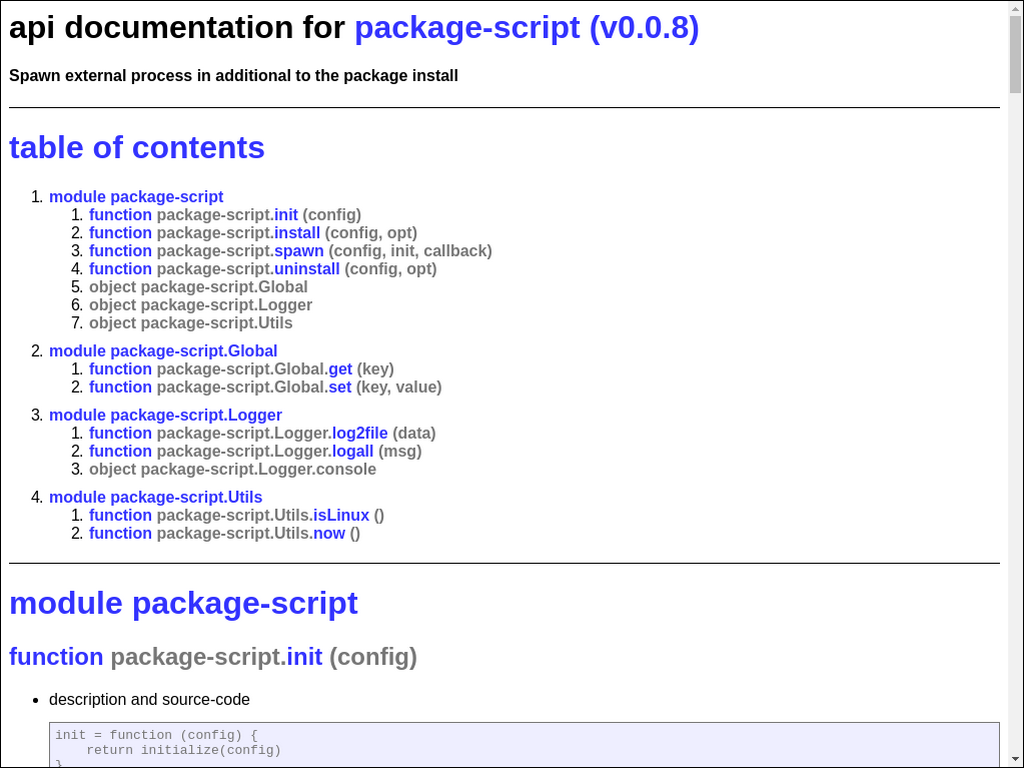 api documentation for package-script (v0.0.8)
Spawn external process in additional to the package install
table of contents
1. module package-script
1. function package-script.init (config)
2. function package-script.install (config, opt)
3. function package-script.spawn (config, init, callback)
4. function package-script.uninstall (config, opt)
5. object package-script.Global
6. object package-script.Logger
7. object package-script.Utils
2. module package-script.Global
1. function package-script.Global.get (key)
2. function package-script.Global.set (key, value)
3. module package-script.Logger
1. function package-script.Logger.log2file (data)
2. function package-script.Logger.logall (msg)
3. object package-script.Logger.console
4. module package-script.Utils
1. function package-script.Utils.isLinux ()
2. function package-script.Utils.now ()
module package-script
function package-script.init (config)
• description and source-code
init = function (config) {
    return initialize(config)
}